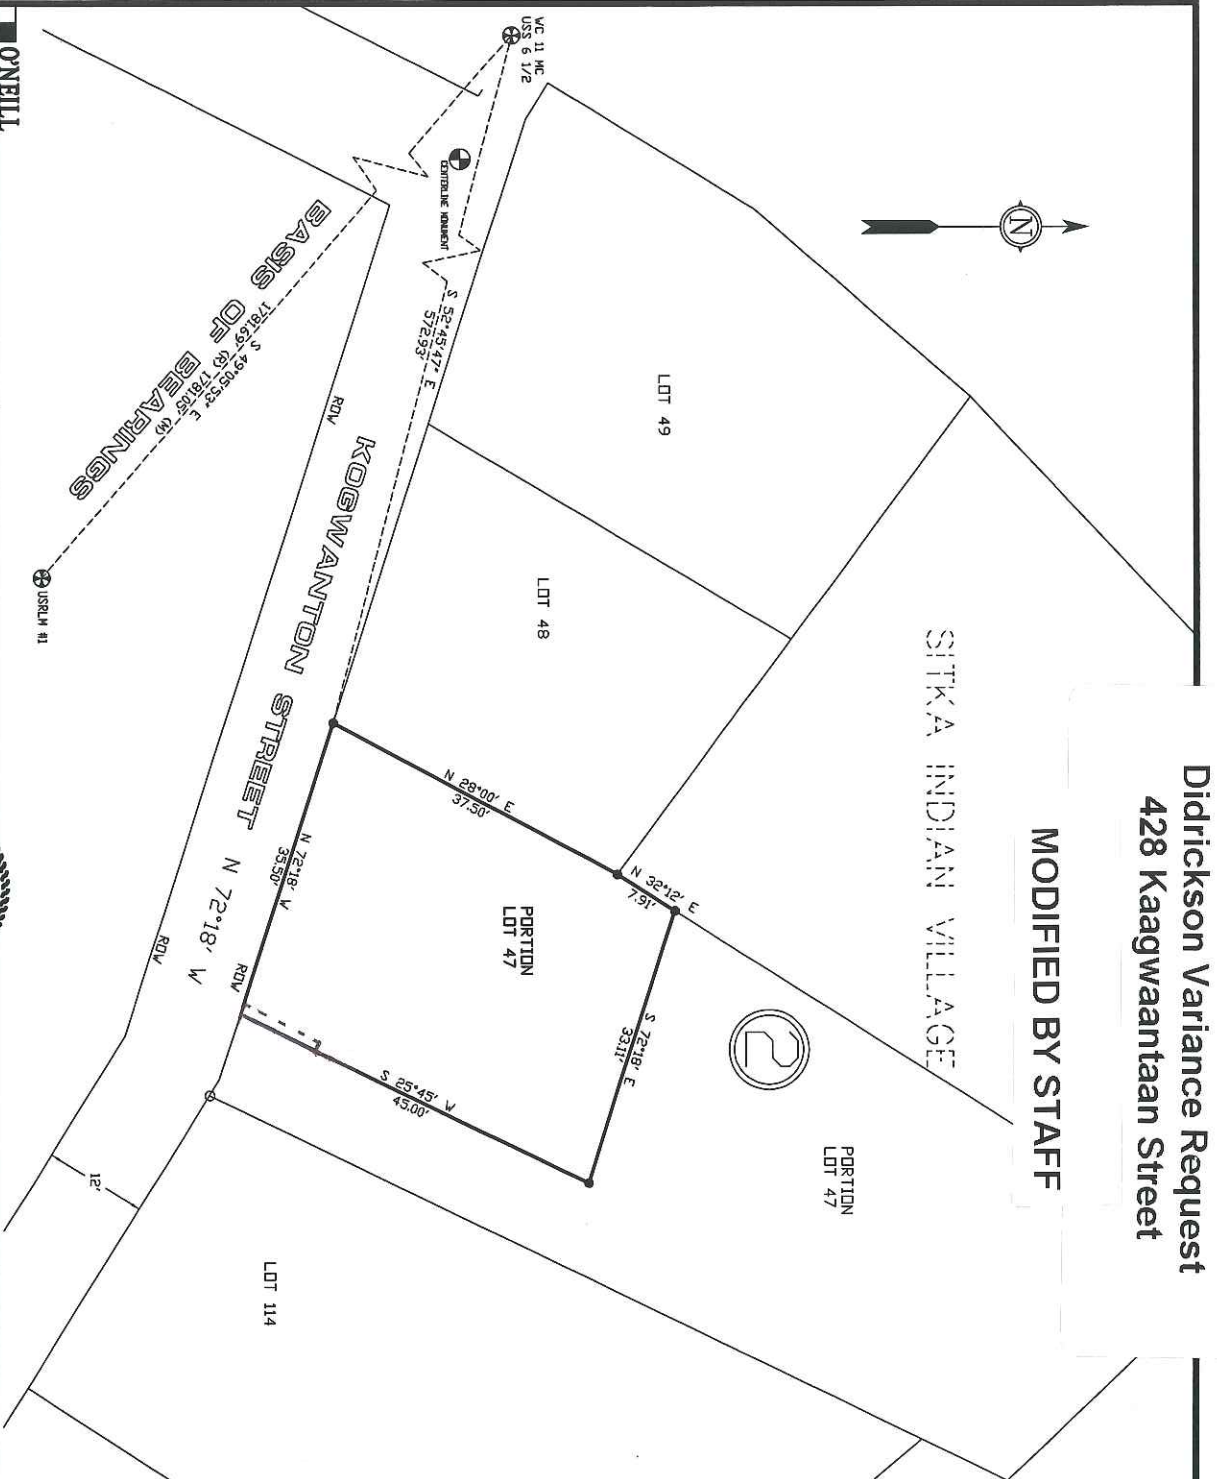 Didrickson Variance Request
428 Kaagwaantaan Street
MODIFIED BY STAFF
SITKA INDIAN VILLAGE
N
WC 11 MC
USS 6 1/2
CENTERLINE MONUMENT
S 52°45'47" E
572.93'
LOT 49
LOT 48
N 28°00' E
37.50'
N 32°12' E
7.91'
PORTION
LOT 47
S 72°18' E
33.11'
2
PORTION
LOT 47
S 25°45' W
45.00'
N 72°18' W
35.50'
ROW
KOGWANTON STREET
N 72°18' W
ROW
ROW
BASIS OF BEARINGS
S 49°05'53" E
1781.69' (R) 1781.05' (M)
USRLM #1
12'
LOT 114
O'NEILL